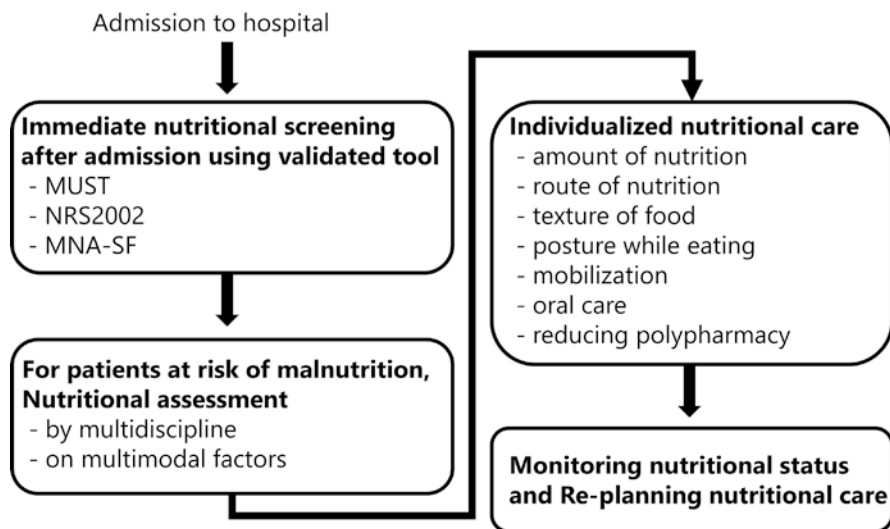 Admission to hospital
Immediate nutritional screening
after admission using validated tool
- MUST
- NRS2002
- MNA-SF
For patients at risk of malnutrition,
Nutritional assessment
- by multidiscipline
- on multimodal factors
Individualized nutritional care
- amount of nutrition
- route of nutrition
- texture of food
- posture while eating
- mobilization
- oral care
- reducing polypharmacy
Monitoring nutritional status
and Re-planning nutritional care